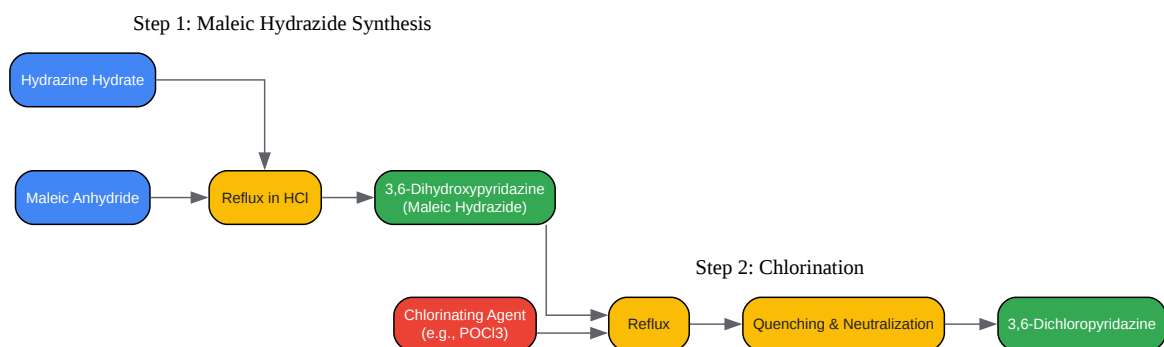 Step 1: Maleic Hydrazide Synthesis
Hydrazine Hydrate
Maleic Anhydride
Reflux in HCl
3,6-Dihydroxypyridazine
(Maleic Hydrazide)
Step 2: Chlorination
Chlorinating Agent
(e.g., POCl3)
Reflux
Quenching & Neutralization
3,6-Dichloropyridazine